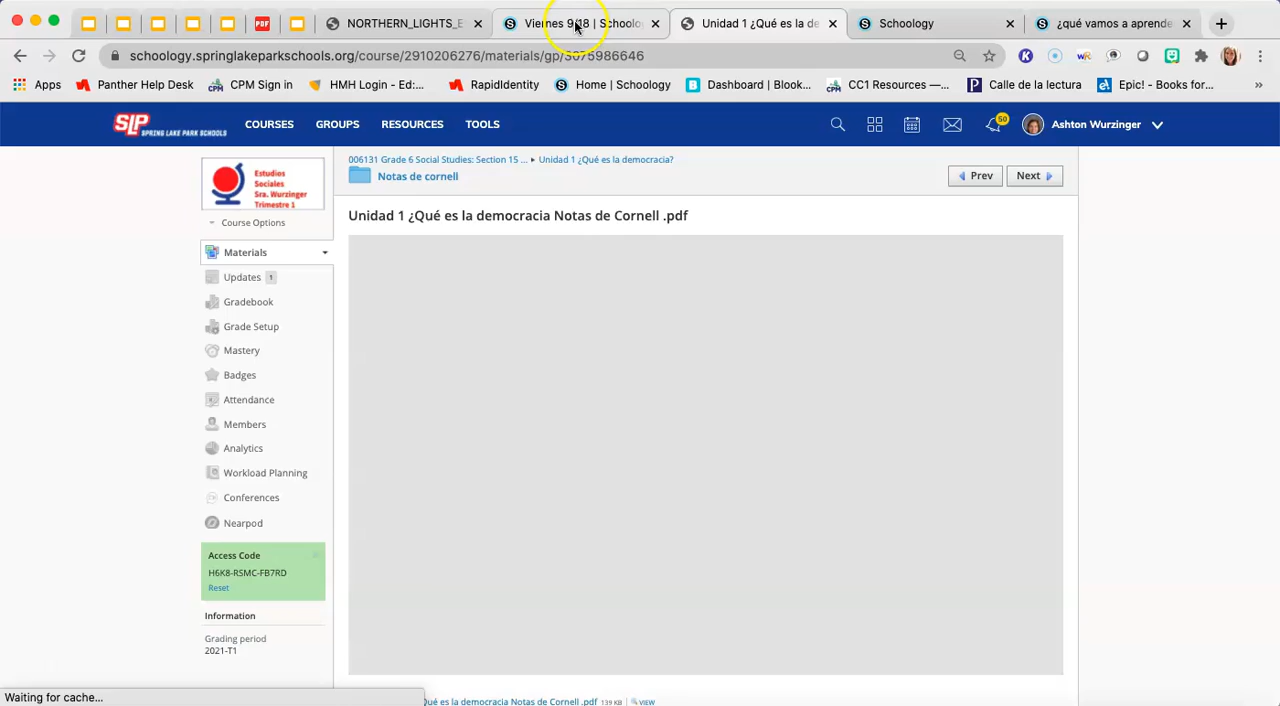 NORTHERN_LIGHTS_E
Viernes 9/18 | Schoolo
Unidad 1 ¿Qué es la de
Schoology
¿qué vamos a aprende
schoology.springlakeparkschools.org/course/2910206276/materials/gp/3675986646
Apps
Panther Help Desk
CPM Sign in
HMH Login - Ed:...
RapidIdentity
Home | Schoology
Dashboard | Blook...
CC1 Resources —...
Calle de la lectura
Epic! - Books for...
»
SLP
SPRING LAKE PARK SCHOOLS
COURSES
GROUPS
RESOURCES
TOOLS
50
Ashton Wurzinger
Estudios
Sociales
Sra. Wurzinger
Trimestre 1
Course Options
Materials
Updates 1
Gradebook
Grade Setup
Mastery
Badges
Attendance
Members
Analytics
Workload Planning
Conferences
Nearpod
Access Code
H6K8-RSMC-FB7RD
Reset
Information
Grading period
2021-T1
006131 Grade 6 Social Studies: Section 15 ... ▸ Unidad 1 ¿Qué es la democracia?
Notas de cornell
Prev
Next
Unidad 1 ¿Qué es la democracia Notas de Cornell .pdf
Qué es la democracia Notas de Cornell .pdf 139 KB VIEW
Waiting for cache...